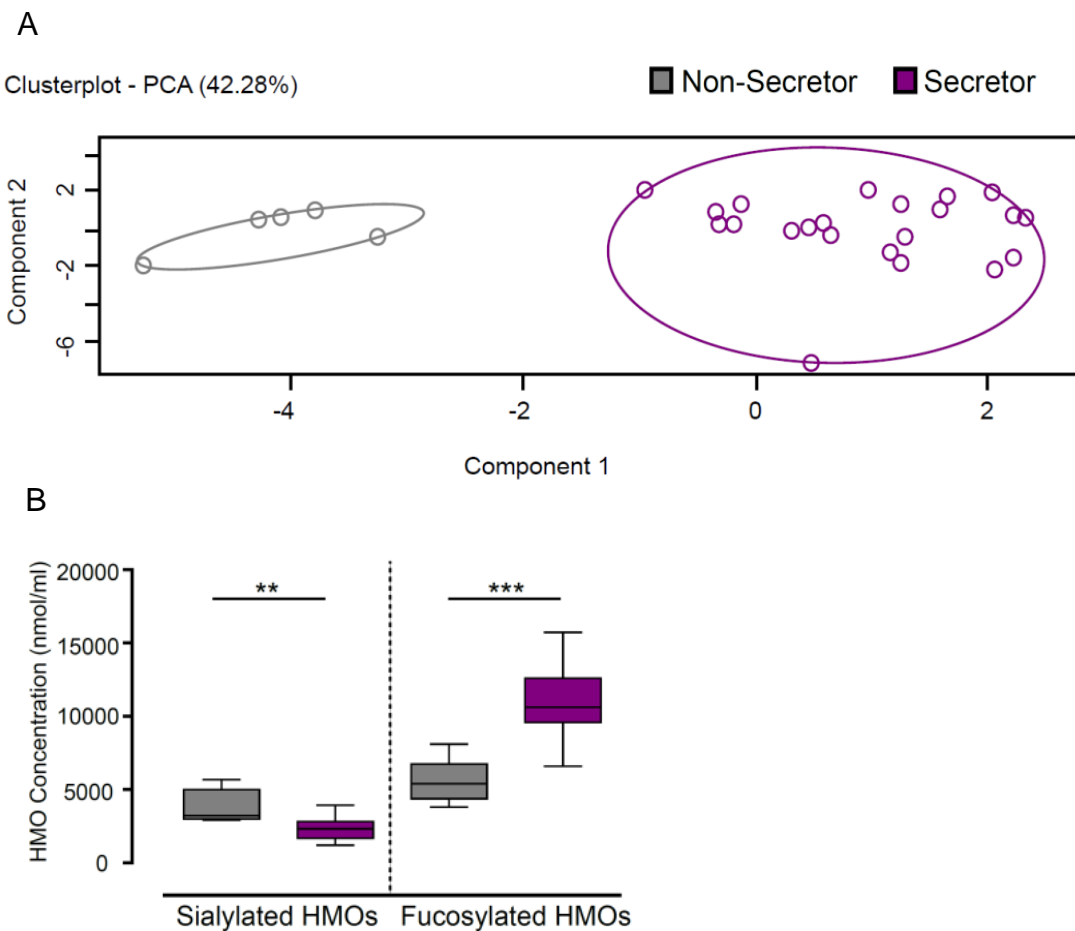 A
Clusterplot - PCA (42.28%)
Non-Secretor
Secretor
Component 2
2
-2
-6
-4
-2
0
2
Component 1
B
HMO Concentration (nmol/ml)
20000
15000
10000
5000
0
**
***
Sialylated HMOs
Fucosylated HMOs